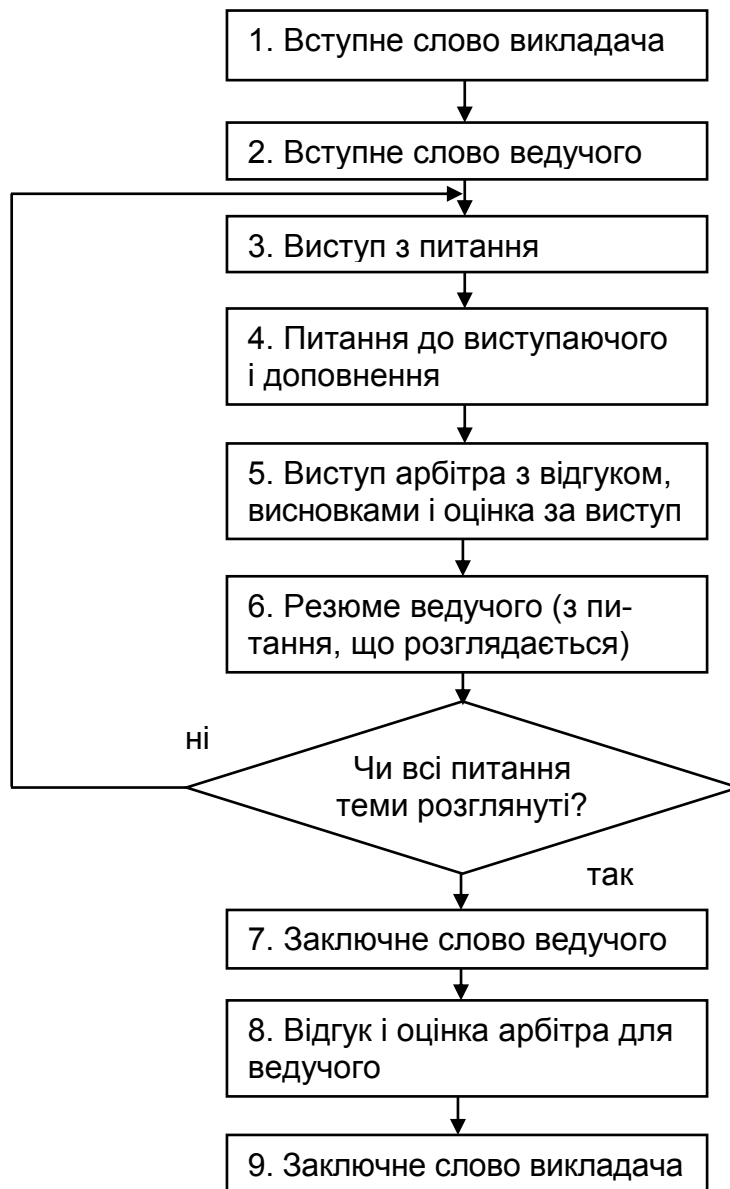 1. Вступне слово викладача
2. Вступне слово ведучого
3. Виступ з питання
4. Питання до виступаючого
і доповнення
5. Виступ арбітра з відгуком,
висновками і оцінка за виступ
6. Резюме ведучого (з пи-
тання, що розглядається)
ні
Чи всі питання
теми розглянуті?
так
7. Заключне слово ведучого
8. Відгук і оцінка арбітра для
ведучого
9. Заключне слово викладача